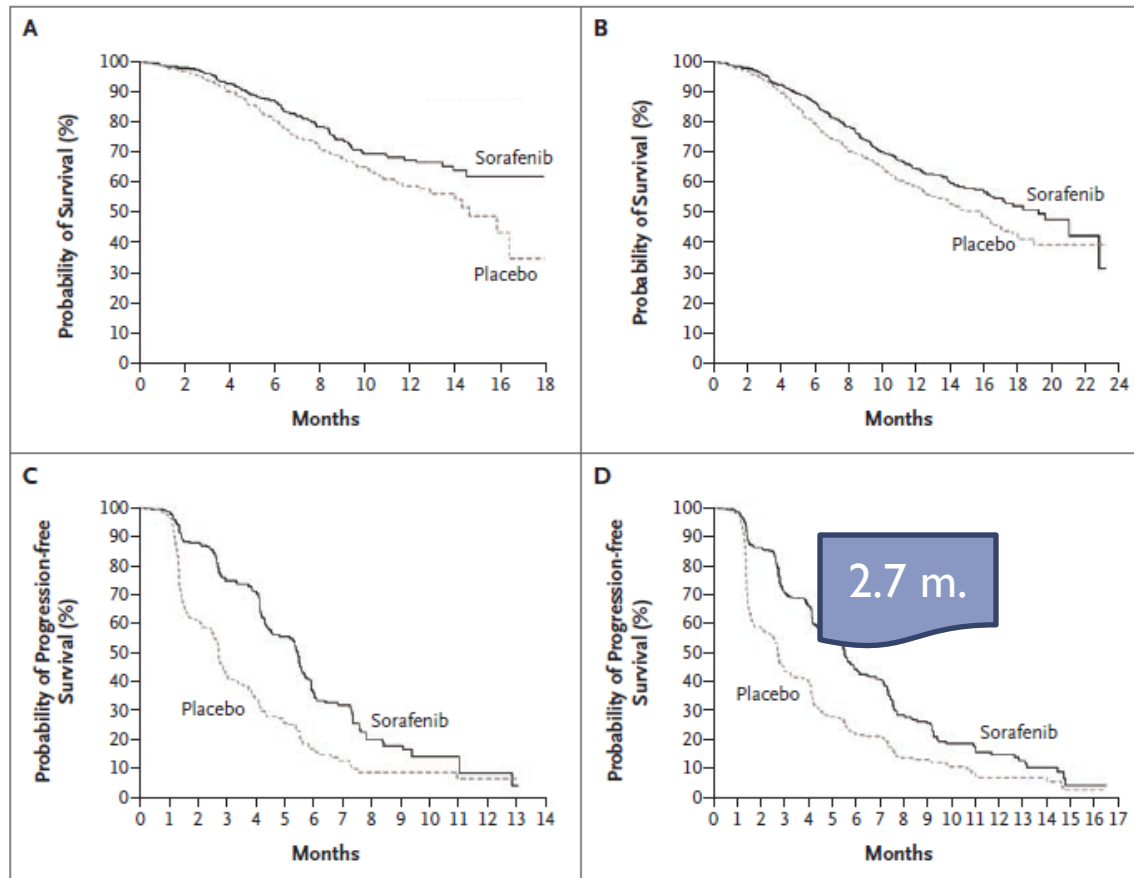 A
Probability of Survival (%)
100
90
80
70
60
50
40
30
20
10
0
Sorafenib
Placebo
0 2 4 6 8 10 12 14 16 18
Months
B
Probability of Survival (%)
100
90
80
70
60
50
40
30
20
10
0
Sorafenib
Placebo
0 2 4 6 8 10 12 14 16 18 20 22 24
Months
C
Probability of Progression-free
Survival (%)
100
90
80
70
60
50
40
30
20
10
0
Placebo
Sorafenib
0 1 2 3 4 5 6 7 8 9 10 11 12 13 14
Months
D
Probability of Progression-free
Survival (%)
100
90
80
70
60
50
40
30
20
10
0
2.7 m.
Placebo
Sorafenib
0 1 2 3 4 5 6 7 8 9 10 11 12 13 14 15 16 17
Months